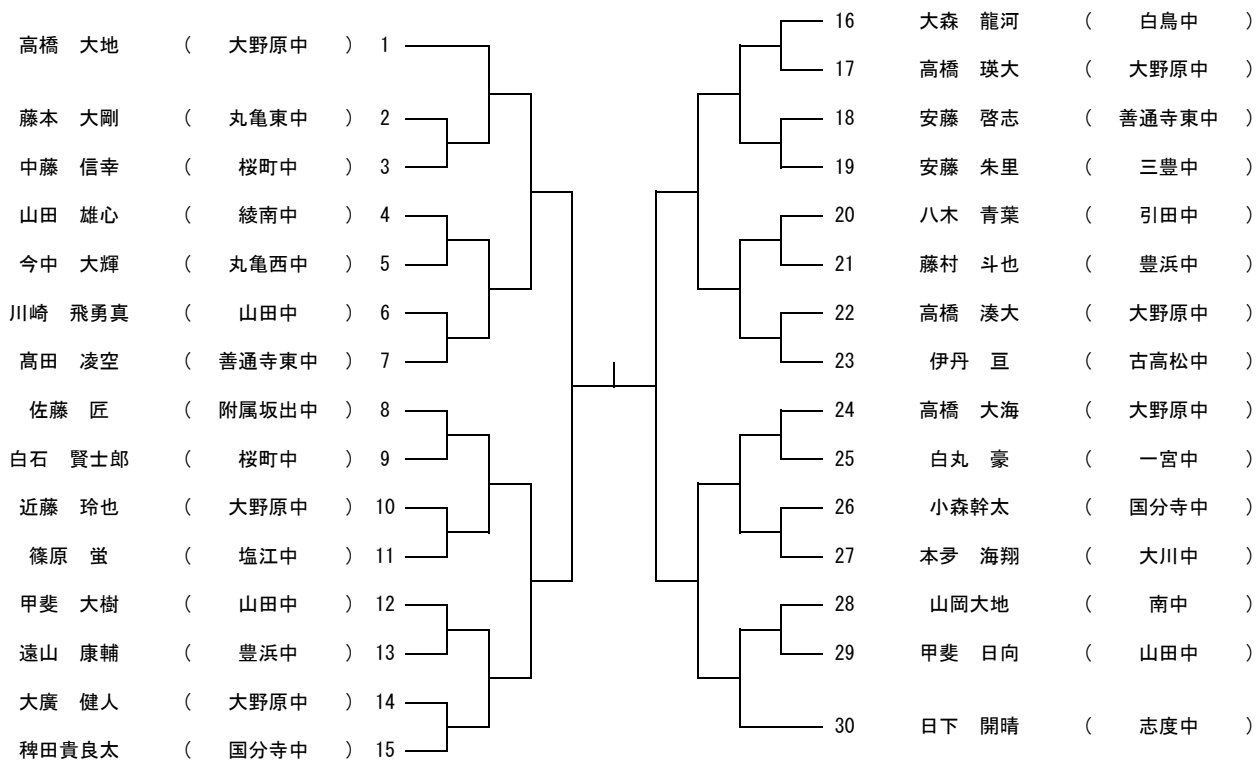 高橋　大地 （ 大野原中 ） 1
藤本　大剛 （ 丸亀東中 ） 2
中藤　信幸 （ 桜町中 ） 3
山田　雄心 （ 綾南中 ） 4
今中　大輝 （ 丸亀西中 ） 5
川崎　飛勇真 （ 山田中 ） 6
髙田　凌空 （ 善通寺東中 ） 7
佐藤　匠 （ 附属坂出中 ） 8
白石　賢士郎 （ 桜町中 ） 9
近藤　玲也 （ 大野原中 ） 10
篠原　蛍 （ 塩江中 ） 11
甲斐　大樹 （ 山田中 ） 12
遠山　康輔 （ 豊浜中 ） 13
大廣　健人 （ 大野原中 ） 14
稗田貴良太 （ 国分寺中 ） 15
16 大森　龍河 （ 白鳥中 ）
17 高橋　瑛大 （ 大野原中 ）
18 安藤　啓志 （ 善通寺東中 ）
19 安藤　朱里 （ 三豊中 ）
20 八木　青葉 （ 引田中 ）
21 藤村　斗也 （ 豊浜中 ）
22 高橋　湊大 （ 大野原中 ）
23 伊丹　亘 （ 古高松中 ）
24 高橋　大海 （ 大野原中 ）
25 白丸　豪 （ 一宮中 ）
26 小森幹太 （ 国分寺中 ）
27 本夛　海翔 （ 大川中 ）
28 山岡大地 （ 南中 ）
29 甲斐　日向 （ 山田中 ）
30 日下　開晴 （ 志度中 ）